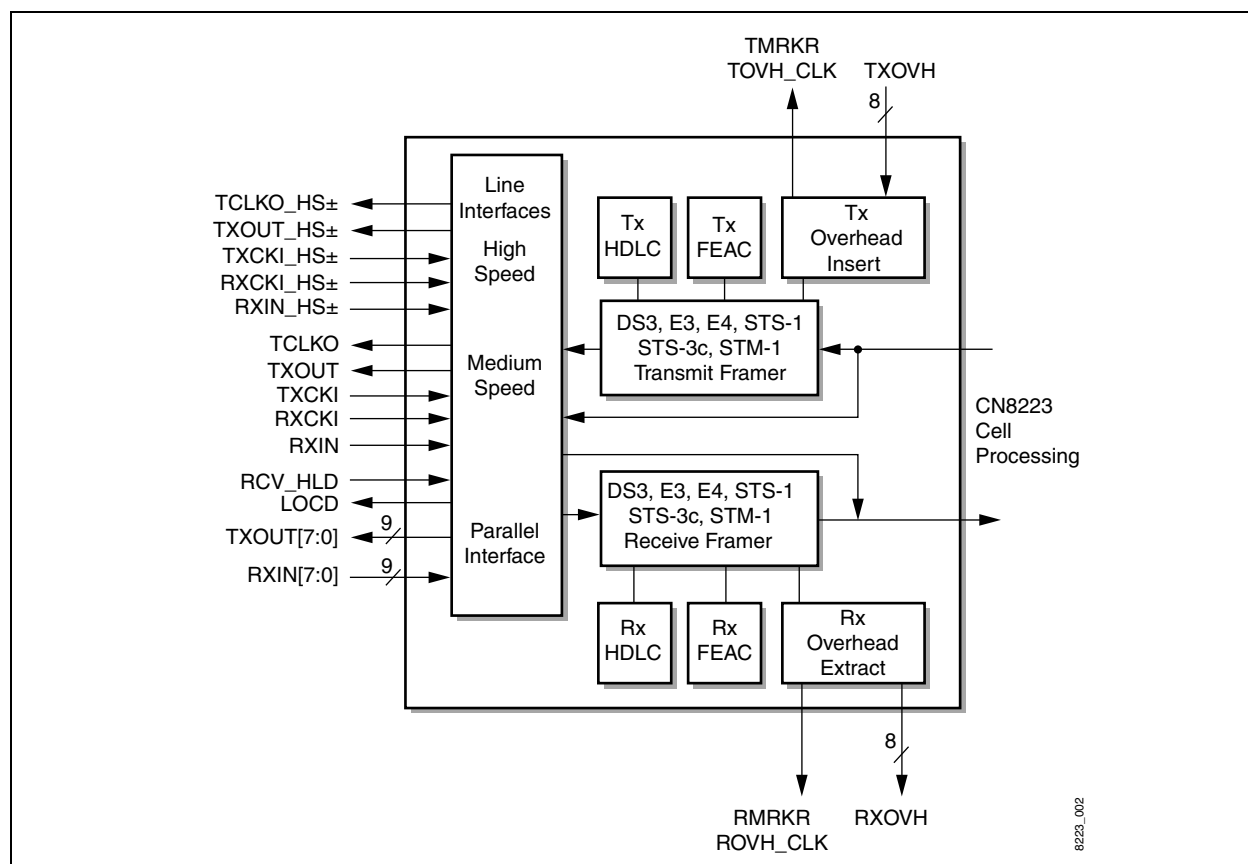 TMRKR
TOVH_CLK
TXOVH
8
TCLKO_HS±
TXOUT_HS±
TXCKI_HS±
RXCKI_HS±
RXIN_HS±
TCLKO
TXOUT
TXCKI
RXCKI
RXIN
RCV_HLD
LOCD
TXOUT[7:0]
9
RXIN[7:0]
9
Line
Interfaces
High
Speed
Medium
Speed
Parallel
Interface
Tx
HDLC
Tx
FEAC
Tx
Overhead
Insert
DS3, E3, E4, STS-1
STS-3c, STM-1
Transmit Framer
CN8223
Cell
Processing
DS3, E3, E4, STS-1
STS-3c, STM-1
Receive Framer
Rx
HDLC
Rx
FEAC
Rx
Overhead
Extract
8
RMRKR
ROVH_CLK
RXOVH
8223_002